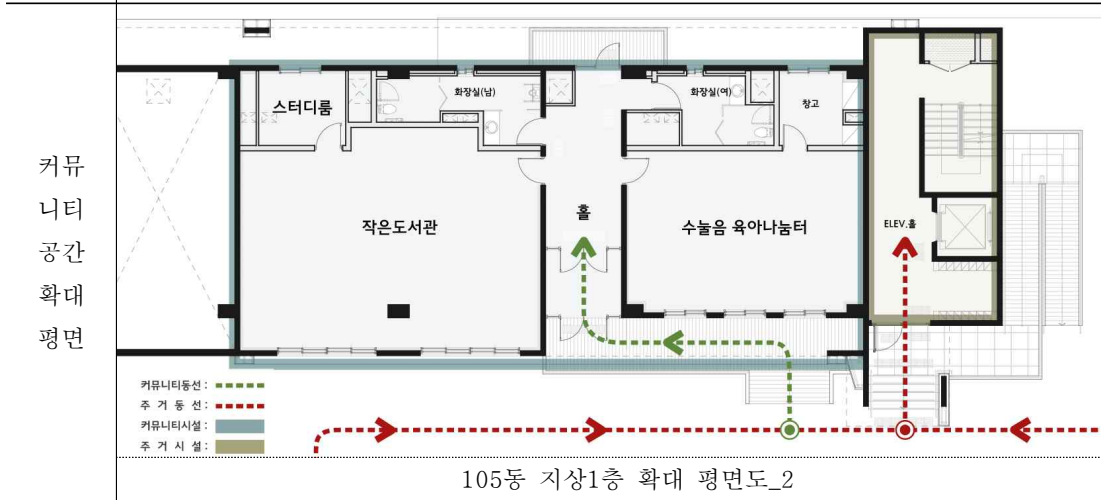 커뮤
니티
공간
확대
평면
스터디룸
화장실(남)
화장실(여)
창고
작은도서관
홀
수눌음 육아나눔터
ELEV.홀
커뮤니티동선 :
주 거 동 선 :
커뮤니티시설 :
주 거 시 설 :
105동 지상1층 확대 평면도_2